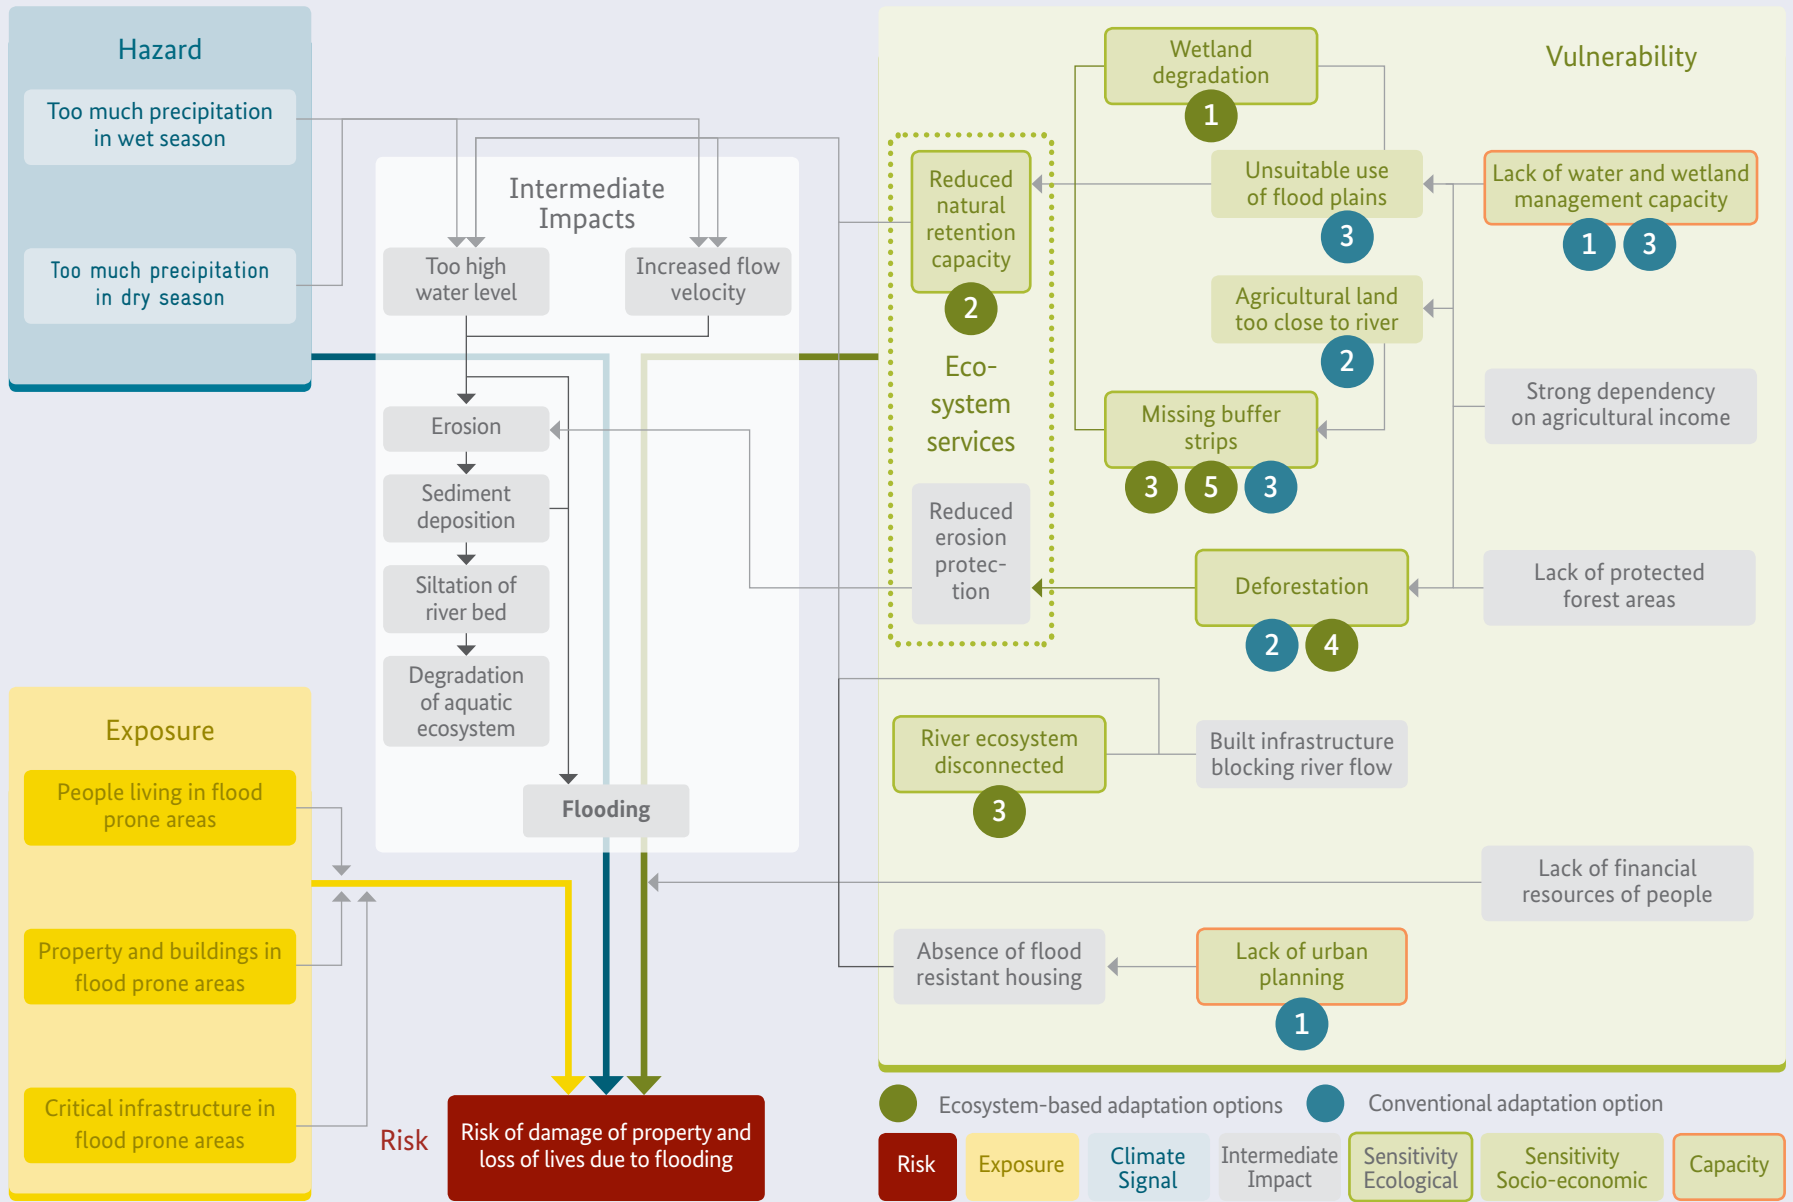 Hazard
Too much precipitation
in wet season
Too much precipitation
in dry season
Intermediate
Impacts
Too high
water level
Increased flow
velocity
Erosion
Sediment
deposition
Siltation of
river bed
Degradation
of aquatic
ecosystem
Flooding
Exposure
People living in flood
prone areas
Property and buildings in
flood prone areas
Critical infrastructure in
flood prone areas
Risk
Risk of damage of property and
loss of lives due to flooding
Vulnerability
Wetland
degradation
1
Reduced
natural
retention
capacity
2
Eco-
system
services
Reduced
erosion
protec-
tion
Unsuitable use
of flood plains
3
Lack of water and wetland
management capacity
1 3
Agricultural land
too close to river
2
Strong dependency
on agricultural income
Missing buffer
strips
3 5 3
Deforestation
2 4
Lack of protected
forest areas
River ecosystem
disconnected
3
Built infrastructure
blocking river flow
Lack of financial
resources of people
Absence of flood
resistant housing
Lack of urban
planning
1
Ecosystem-based adaptation options
Conventional adaptation option
Risk
Exposure
Climate
Signal
Intermediate
Impact
Sensitivity
Ecological
Sensitivity
Socio-economic
Capacity